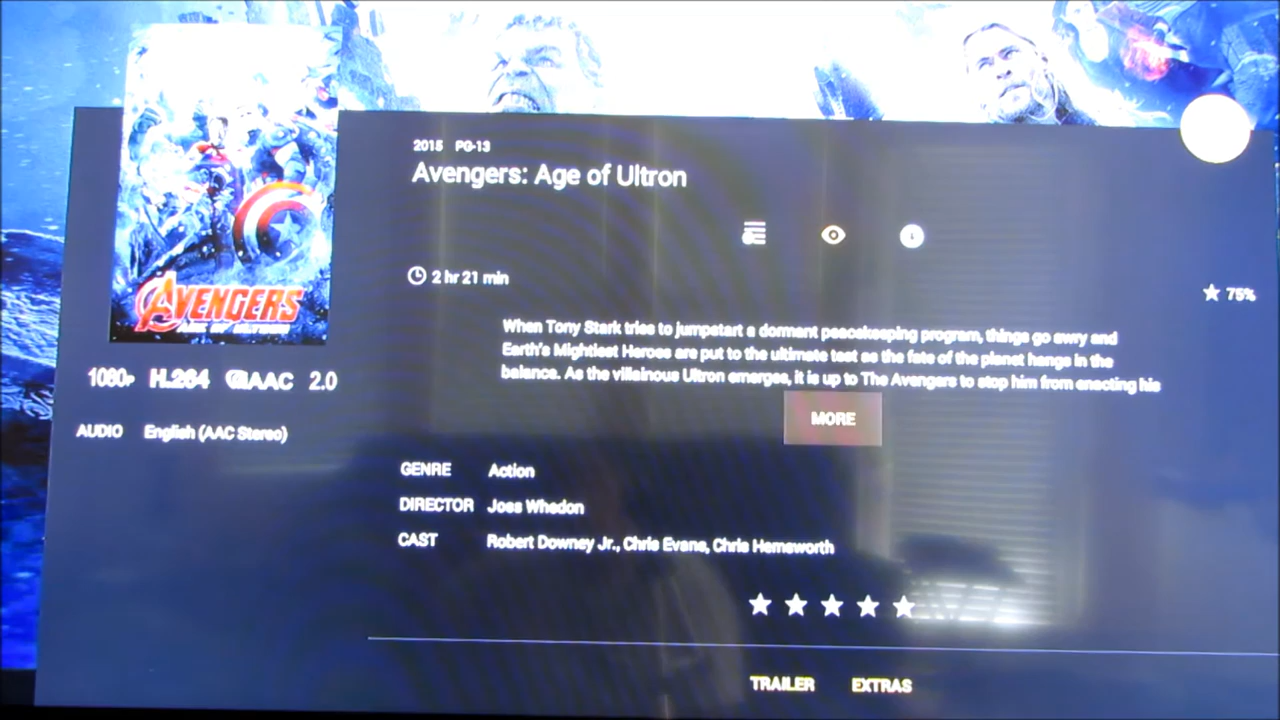 2015 PG-13
Avengers: Age of Ultron
2 hr 21 min
75%
When Tony Stark tries to jumpstart a dormant peacekeeping program, things go awry and
Earth's Mightiest Heroes are put to the ultimate test as the fate of the planet hangs in the
balance. As the villainous Ultron emerges, it is up to The Avengers to stop him from enacting his
MORE
AVENGERS
AGE OF ULTRON
1080P H.264 AAC 2.0
AUDIO English (AAC Stereo)
GENRE Action
DIRECTOR Joss Whedon
CAST Robert Downey Jr., Chris Evans, Chris Hemsworth
TRAILER EXTRAS